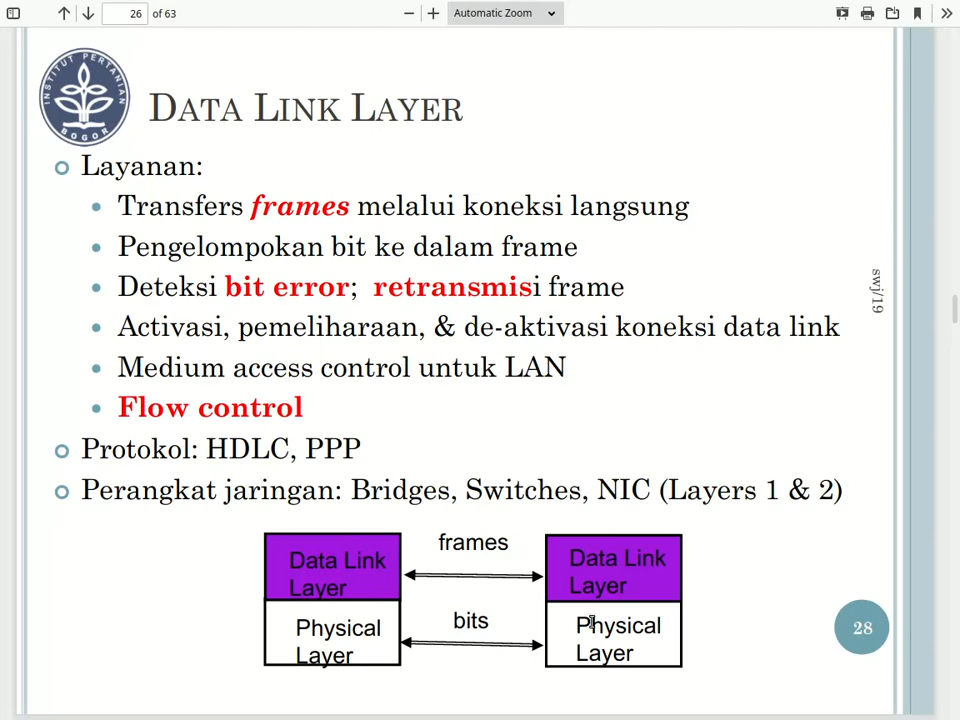 26 of 63
Automatic Zoom
INSTITUT PERTANIAN
BOGOR
DATA LINK LAYER
Layanan:
Transfers frames melalui koneksi langsung
Pengelompokan bit ke dalam frame
Deteksi bit error; retransmisi frame
Activasi, pemeliharaan, & de-aktivasi koneksi data link
Medium access control untuk LAN
Flow control
Protokol: HDLC, PPP
Perangkat jaringan: Bridges, Switches, NIC (Layers 1 & 2)
swj/19
frames
Data Link
Layer
Data Link
Layer
bits
Physical
Layer
Physical
Layer
28